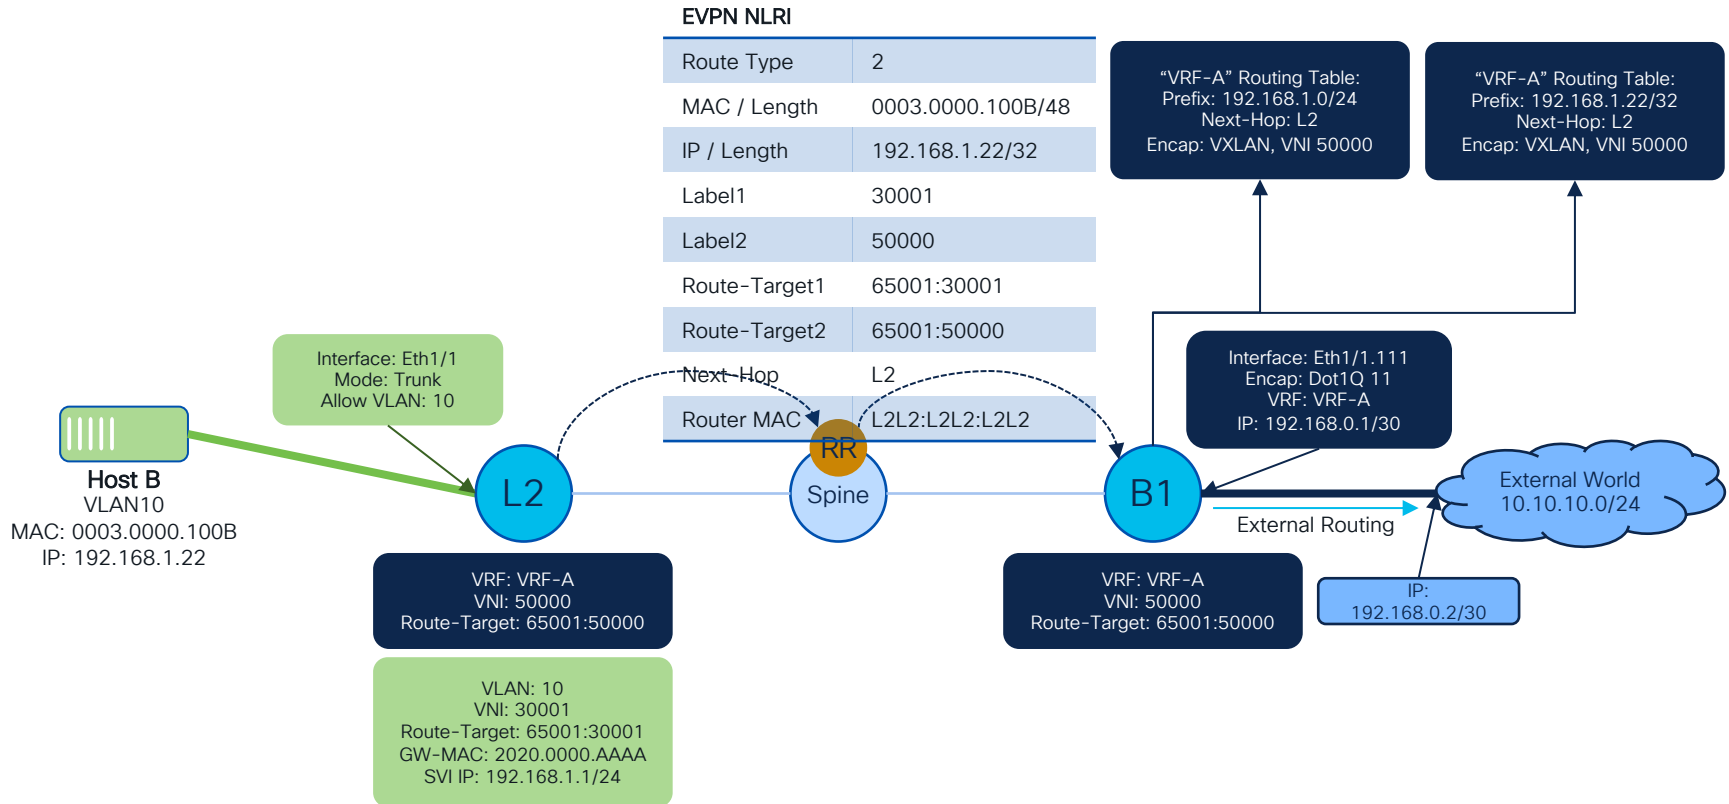 EVPN NLRI
Route Type 2
MAC / Length 0003.0000.100B/48
IP / Length 192.168.1.22/32
Label1 30001
Label2 50000
Route-Target1 65001:30001
Route-Target2 65001:50000
Next-Hop L2
Router MAC L2L2:L2L2:L2L2
“VRF-A” Routing Table:
Prefix: 192.168.1.0/24
Next-Hop: L2
Encap: VXLAN, VNI 50000
“VRF-A” Routing Table:
Prefix: 192.168.1.22/32
Next-Hop: L2
Encap: VXLAN, VNI 50000
Interface: Eth1/1
Mode: Trunk
Allow VLAN: 10
Interface: Eth1/1.111
Encap: Dot1Q 11
VRF: VRF-A
IP: 192.168.0.1/30
Host B
VLAN10
MAC: 0003.0000.100B
IP: 192.168.1.22
L2
RR
Spine
B1
External World
10.10.10.0/24
External Routing
VRF: VRF-A
VNI: 50000
Route-Target: 65001:50000
VRF: VRF-A
VNI: 50000
Route-Target: 65001:50000
IP:
192.168.0.2/30
VLAN: 10
VNI: 30001
Route-Target: 65001:30001
GW-MAC: 2020.0000.AAAA
SVI IP: 192.168.1.1/24